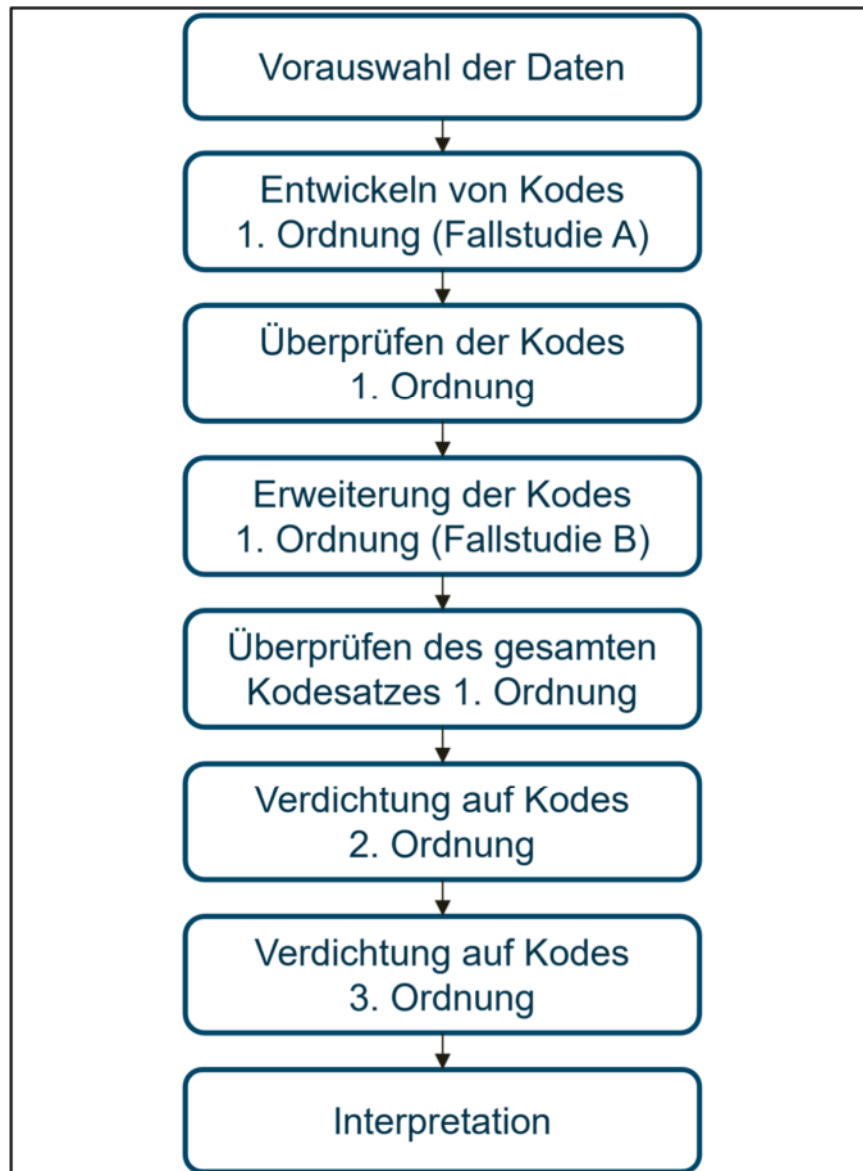 Vorauswahl der Daten
Entwickeln von Kodes
1. Ordnung (Fallstudie A)
Überprüfen der Kodes
1. Ordnung
Erweiterung der Kodes
1. Ordnung (Fallstudie B)
Überprüfen des gesamten
Kodesatzes 1. Ordnung
Verdichtung auf Kodes
2. Ordnung
Verdichtung auf Kodes
3. Ordnung
Interpretation